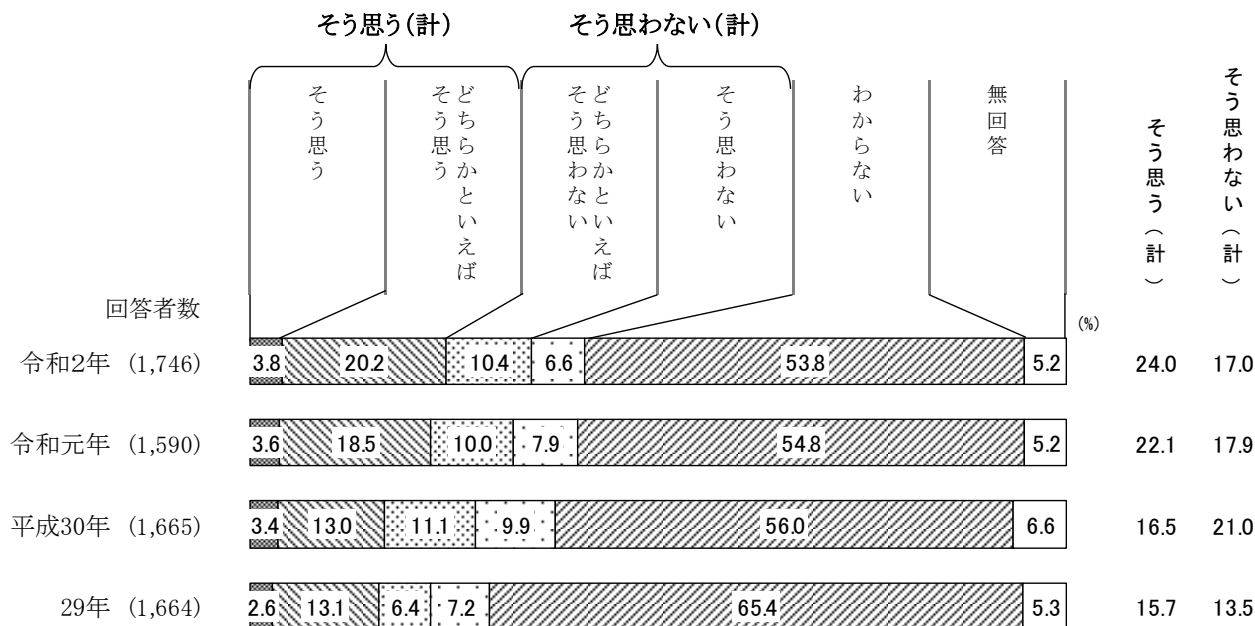 そう思う(計) そう思わない(計)
そう思う
どちらかといえば
そう思う
どちらかといえば
そう思わない
そう思わない
わからない
無回答
そう思う(計)
そう思わない(計)
回答者数
(%)
令和2年 (1,746) 3.8 20.2 10.4 6.6 53.8 5.2 24.0 17.0
令和元年 (1,590) 3.6 18.5 10.0 7.9 54.8 5.2 22.1 17.9
平成30年 (1,665) 3.4 13.0 11.1 9.9 56.0 6.6 16.5 21.0
29年 (1,664) 2.6 13.1 6.4 7.2 65.4 5.3 15.7 13.5